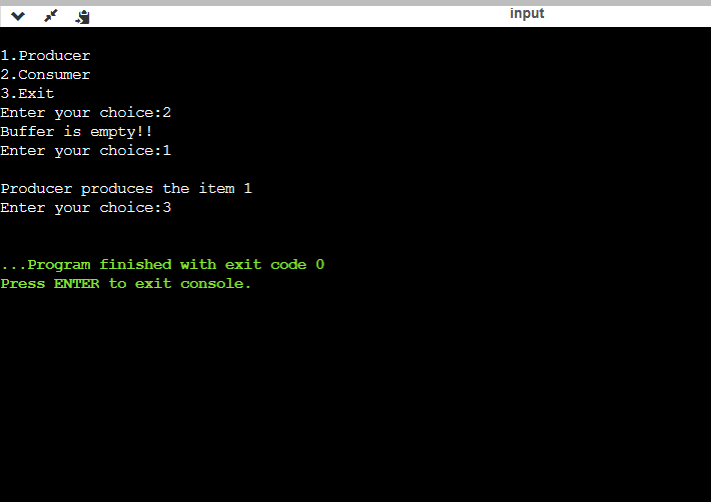 input
1.Producer
2.Consumer
3.Exit
Enter your choice:2
Buffer is empty!!
Enter your choice:1
Producer produces the item 1
Enter your choice:3
...Program finished with exit code 0
Press ENTER to exit console.